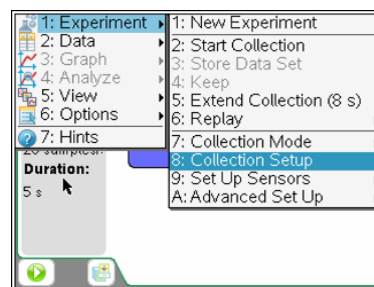 1: Experiment
2: Data
3: Graph
4: Analyze
5: View
6: Options
7: Hints
1: New Experiment
2: Start Collection
3: Store Data Set
4: Keep
5: Extend Collection (8 s)
6: Replay
7: Collection Mode
8: Collection Setup
9: Set Up Sensors
A: Advanced Set Up
Duration:
5 s